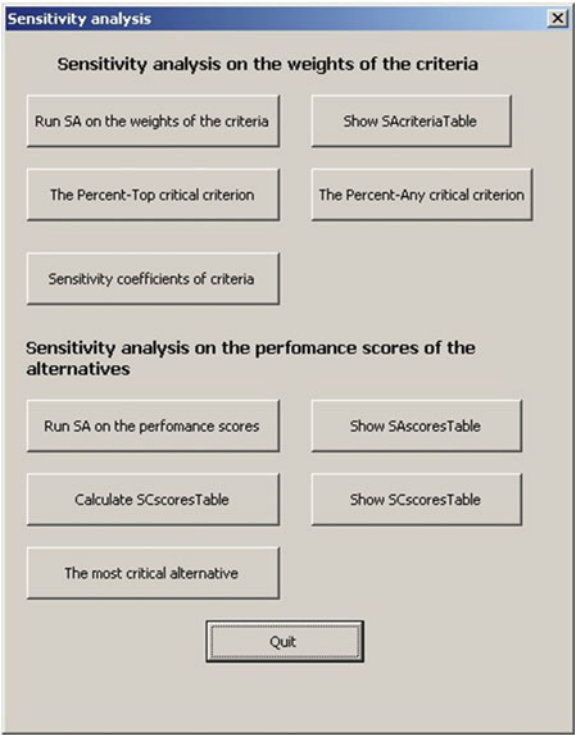 Sensitivity analysis
Sensitivity analysis on the weights of the criteria
Run SA on the weights of the criteria
Show SAcriteriaTable
The Percent-Top critical criterion
The Percent-Any critical criterion
Sensitivity coefficients of criteria
Sensitivity analysis on the perfomance scores of the
alternatives
Run SA on the perfomance scores
Show SAscoresTable
Calculate SCscoresTable
Show SCscoresTable
The most critical alternative
Quit